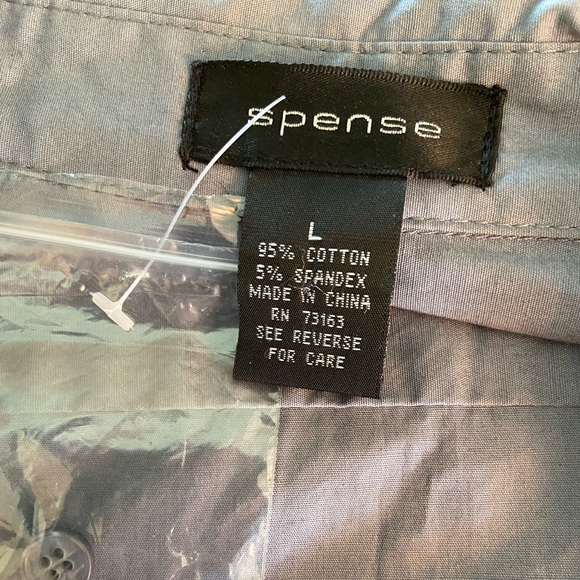 spense
L
95% COTTON
5% SPANDEX
MADE IN CHINA
RN 73163
SEE REVERSE
FOR CARE